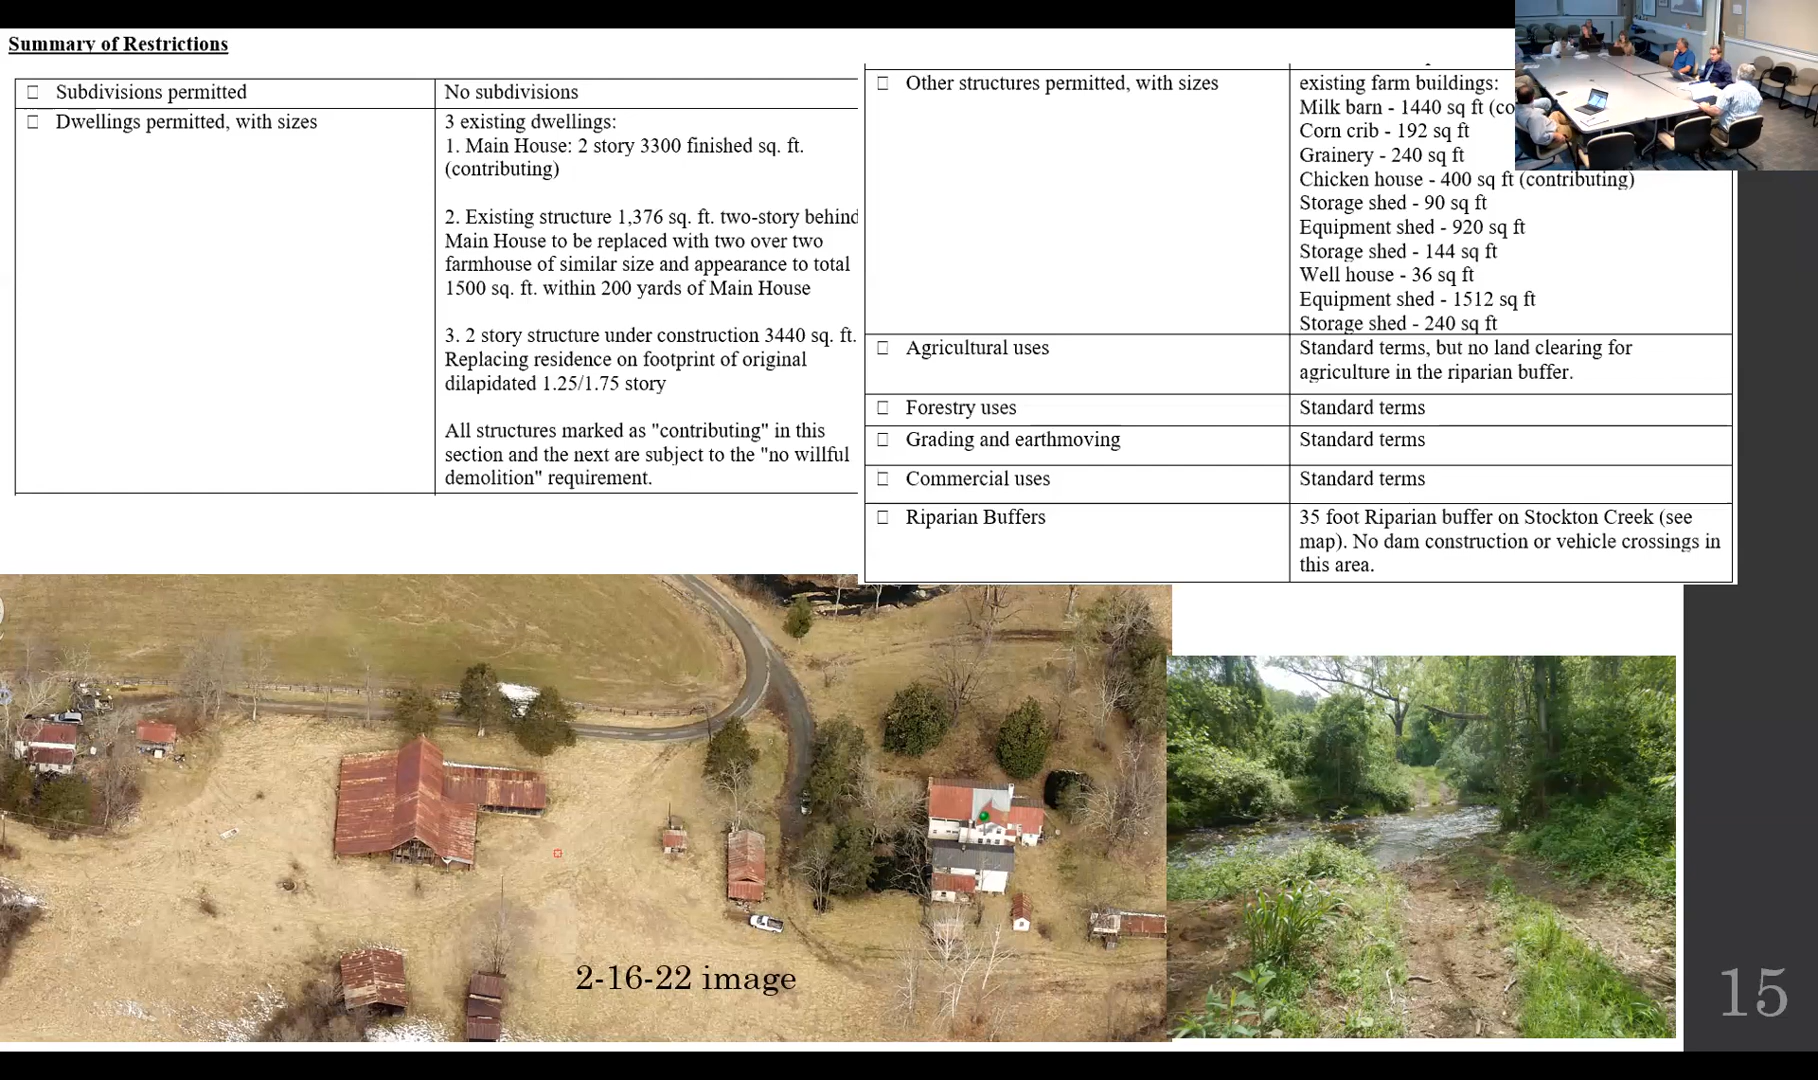 Summary of Restrictions
Subdivisions permitted
No subdivisions
Dwellings permitted, with sizes
3 existing dwellings:
1. Main House: 2 story 3300 finished sq. ft.
(contributing)
2. Existing structure 1,376 sq. ft. two-story behind
Main House to be replaced with two over two
farmhouse of similar size and appearance to total
1500 sq. ft. within 200 yards of Main House
3. 2 story structure under construction 3440 sq. ft.
Replacing residence on footprint of original
dilapidated 1.25/1.75 story
All structures marked as "contributing" in this
section and the next are subject to the "no willful
demolition" requirement.
Other structures permitted, with sizes
existing farm buildings:
Milk barn - 1440 sq ft (co
Corn crib - 192 sq ft
Grainery - 240 sq ft
Chicken house - 400 sq ft (contributing)
Storage shed - 90 sq ft
Equipment shed - 920 sq ft
Storage shed - 144 sq ft
Well house - 36 sq ft
Equipment shed - 1512 sq ft
Storage shed - 240 sq ft
Agricultural uses
Standard terms, but no land clearing for
agriculture in the riparian buffer.
Forestry uses
Standard terms
Grading and earthmoving
Standard terms
Commercial uses
Standard terms
Riparian Buffers
35 foot Riparian buffer on Stockton Creek (see
map). No dam construction or vehicle crossings in
this area.
2-16-22 image
15